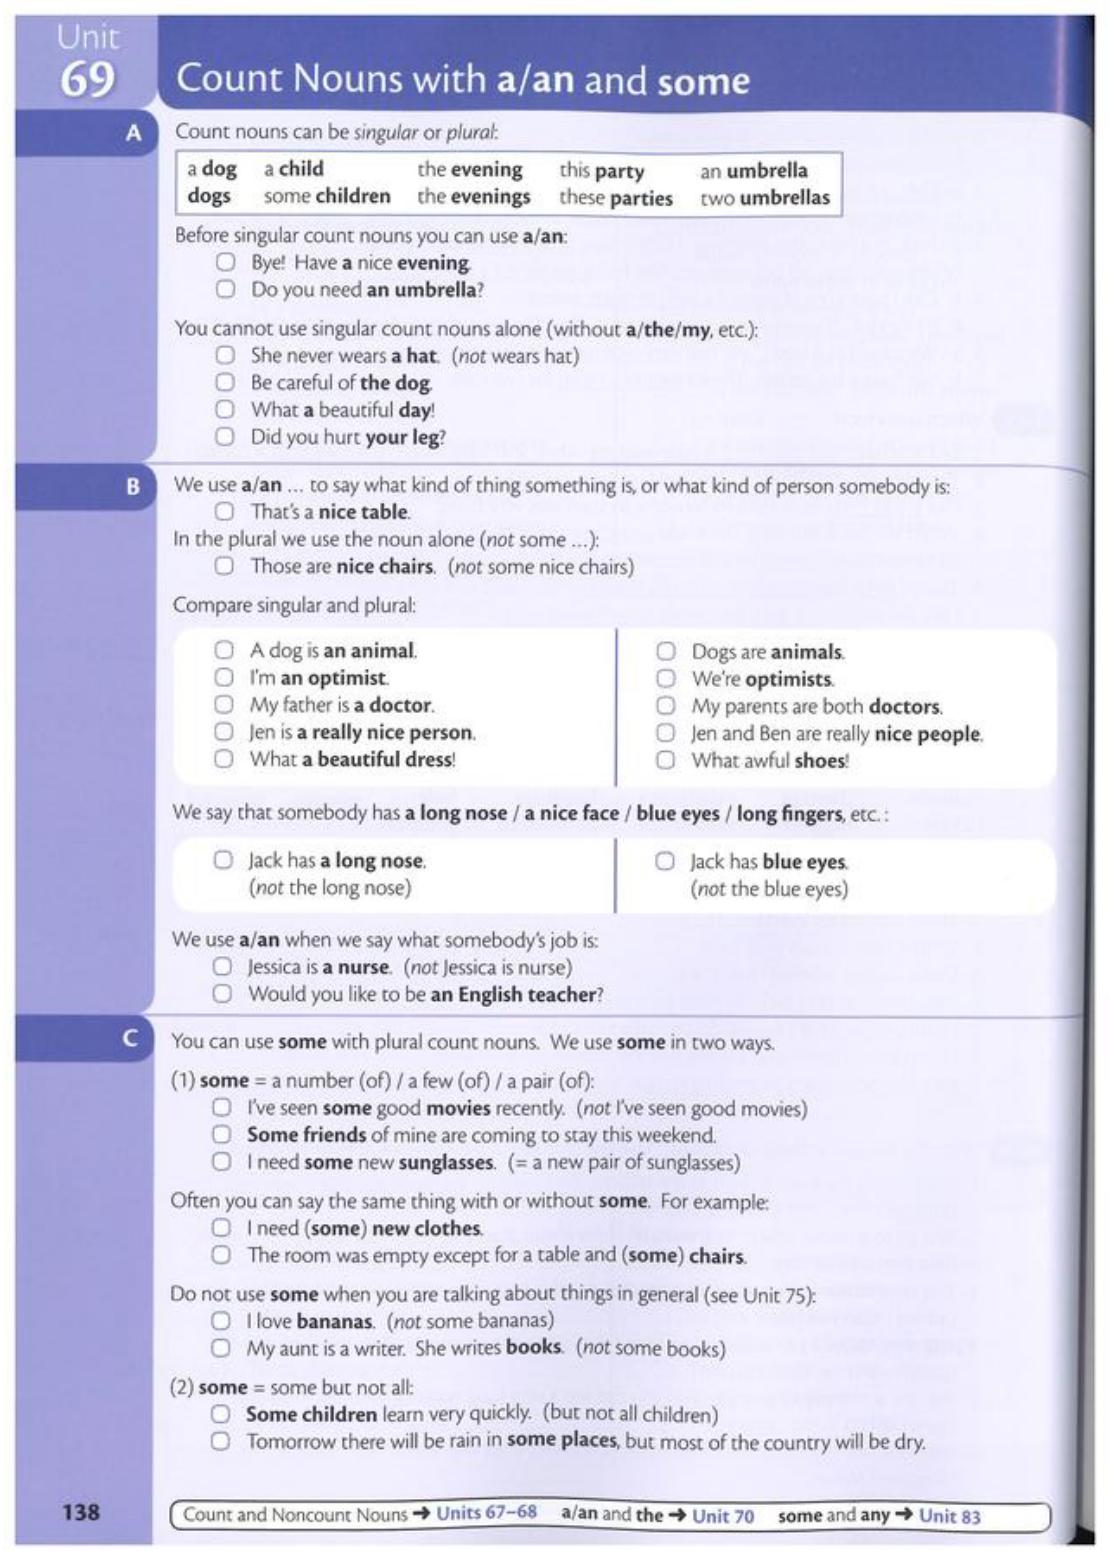 Unit
69
Count Nouns with a/an and some
A
Count nouns can be singular or plural:
a dog a child the evening this party an umbrella
dogs some children the evenings these parties two umbrellas
Before singular count nouns you can use a/an:
Bye! Have a nice evening.
Do you need an umbrella?
You cannot use singular count nouns alone (without a/the/my, etc.):
She never wears a hat. (not wears hat)
Be careful of the dog.
What a beautiful day!
Did you hurt your leg?
B
We use a/an ... to say what kind of thing something is, or what kind of person somebody is:
That's a nice table.
In the plural we use the noun alone (not some ...):
Those are nice chairs. (not some nice chairs)
Compare singular and plural:
A dog is an animal.
I'm an optimist.
My father is a doctor.
Jen is a really nice person.
What a beautiful dress!
Dogs are animals.
We're optimists.
My parents are both doctors.
Jen and Ben are really nice people.
What awful shoes!
We say that somebody has a long nose / a nice face / blue eyes / long fingers, etc. :
Jack has a long nose.
(not the long nose)
Jack has blue eyes.
(not the blue eyes)
We use a/an when we say what somebody's job is:
Jessica is a nurse. (not Jessica is nurse)
Would you like to be an English teacher?
C
You can use some with plural count nouns. We use some in two ways.
(1) some = a number (of) / a few (of) / a pair (of):
I've seen some good movies recently. (not I've seen good movies)
Some friends of mine are coming to stay this weekend.
I need some new sunglasses. (= a new pair of sunglasses)
Often you can say the same thing with or without some. For example:
I need (some) new clothes.
The room was empty except for a table and (some) chairs.
Do not use some when you are talking about things in general (see Unit 75):
I love bananas. (not some bananas)
My aunt is a writer. She writes books. (not some books)
(2) some = some but not all:
Some children learn very quickly. (but not all children)
Tomorrow there will be rain in some places, but most of the country will be dry.
138
Count and Noncount Nouns ➜ Units 67–68 a/an and the ➜ Unit 70 some and any ➜ Unit 83